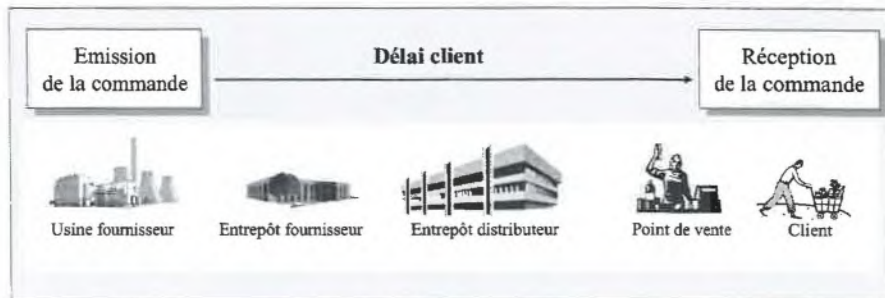 Emission
de la commande
Délai client
Réception
de la commande
Usine fournisseur
Entrepôt fournisseur
Entrepôt distributeur
Point de vente
Client